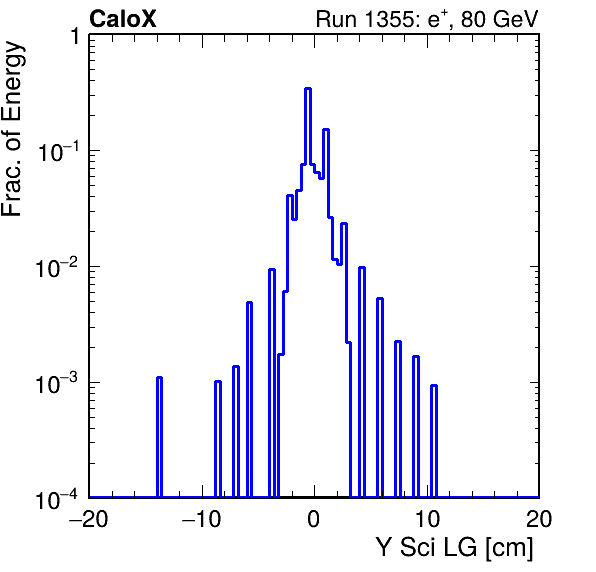 CaloX Run 1355: e⁺, 80 GeV
Frac. of Energy
1
10⁻¹
10⁻²
10⁻³
10⁻⁴
−20 −10 0 10 20
Y Sci LG [cm]